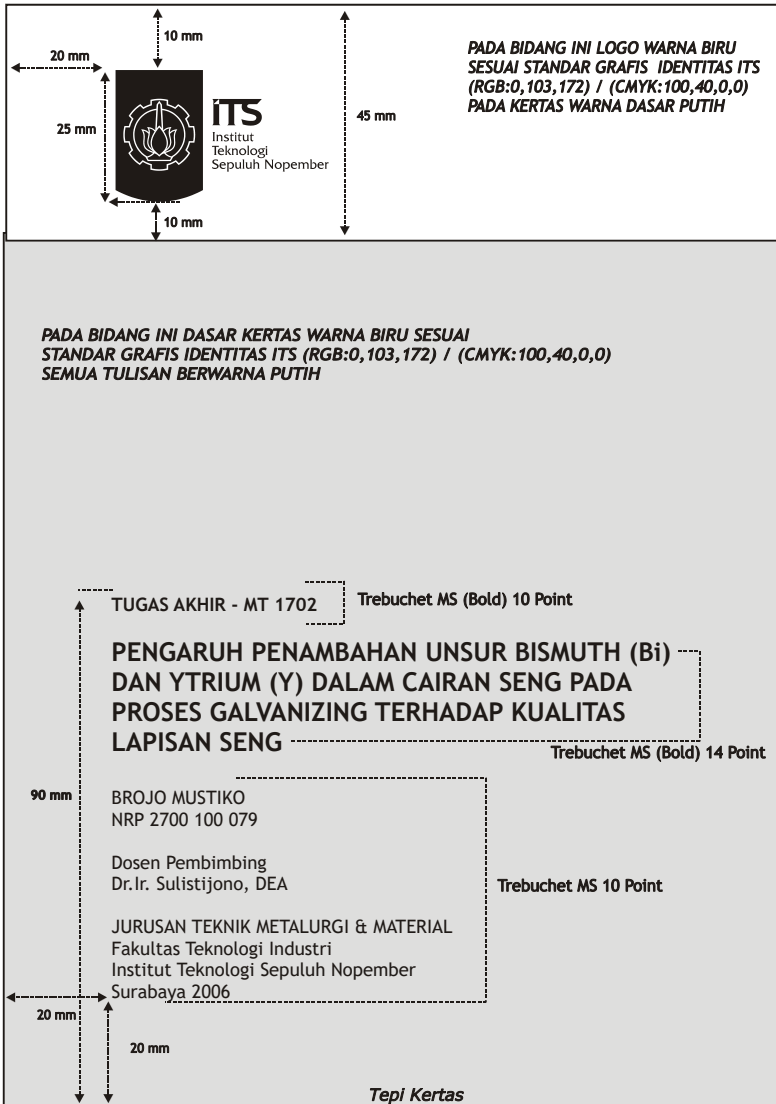 10 mm
20 mm
PADA BIDANG INI LOGO WARNA BIRU
SESUAI STANDAR GRAFIS IDENTITAS ITS
(RGB:0,103,172) / (CMYK:100,40,0,0)
PADA KERTAS WARNA DASAR PUTIH
25 mm
ITS
Institut
Teknologi
Sepuluh Nopember
45 mm
10 mm
PADA BIDANG INI DASAR KERTAS WARNA BIRU SESUAI
STANDAR GRAFIS IDENTITAS ITS (RGB:0,103,172) / (CMYK:100,40,0,0)
SEMUA TULISAN BERWARNA PUTIH
TUGAS AKHIR - MT 1702
Trebuchet MS (Bold) 10 Point
PENGARUH PENAMBAHAN UNSUR BISMUTH (Bi)
DAN YTRIUM (Y) DALAM CAIRAN SENG PADA
PROSES GALVANIZING TERHADAP KUALITAS
LAPISAN SENG
Trebuchet MS (Bold) 14 Point
90 mm
BROJO MUSTIKO
NRP 2700 100 079
Dosen Pembimbing
Dr.Ir. Sulistijono, DEA
Trebuchet MS 10 Point
JURUSAN TEKNIK METALURGI & MATERIAL
Fakultas Teknologi Industri
Institut Teknologi Sepuluh Nopember
Surabaya 2006
20 mm
20 mm
Tepi Kertas